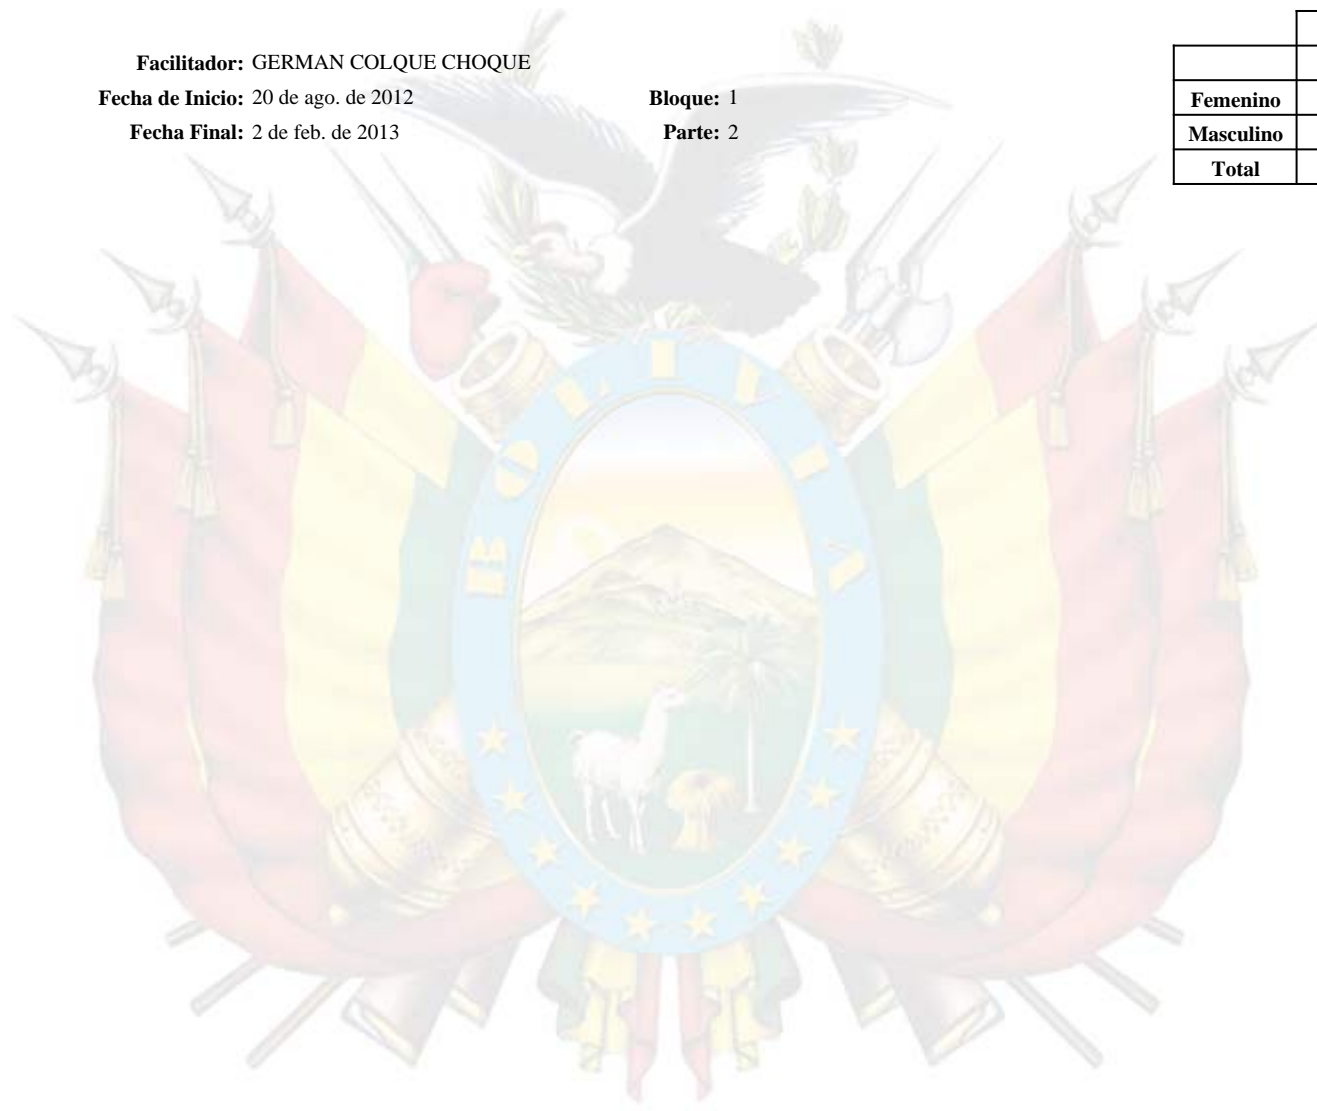 Facilitador: GERMAN COLQUE CHOQUE
Fecha de Inicio: 20 de ago. de 2012 Bloque: 1
Fecha Final: 2 de feb. de 2013 Parte: 2
Femenino
Masculino
Total
BOLIVIA